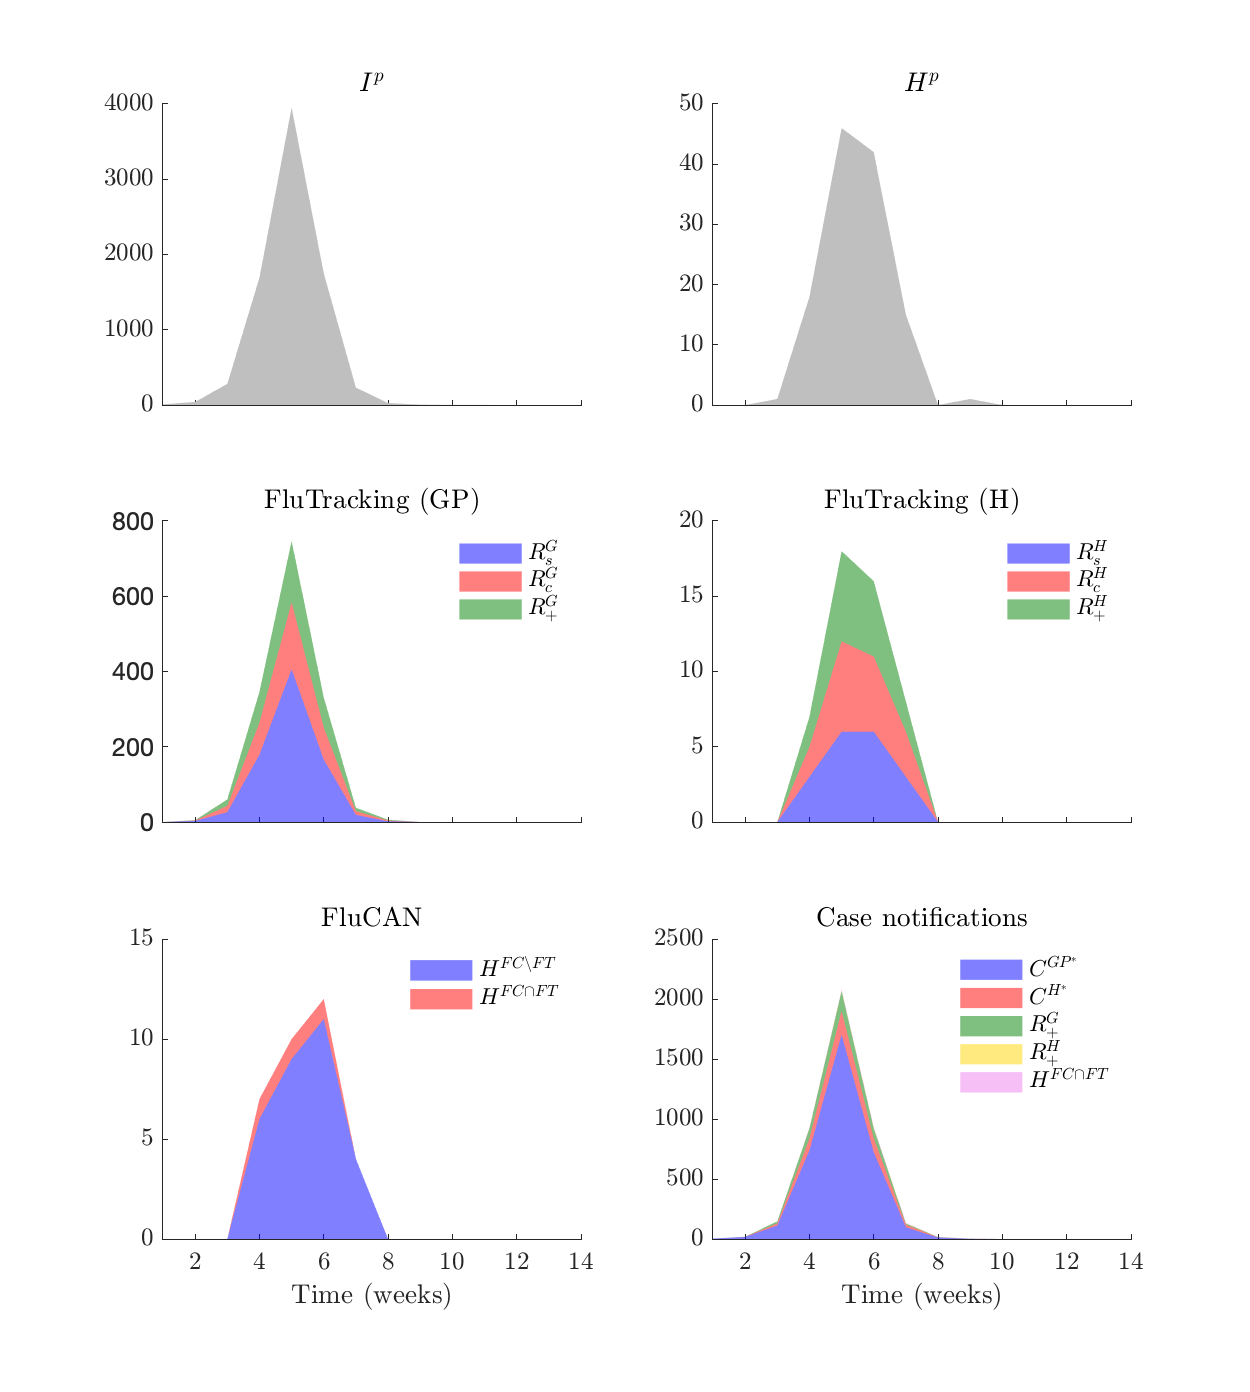 I^p
4000
3000
2000
1000
0
H^p
50
40
30
20
10
0
FluTracking (GP)
800
600
400
200
0
R_s^G
R_c^G
R_+^G
FluTracking (H)
20
15
10
5
0
R_s^H
R_c^H
R_+^H
FluCAN
15
10
5
0
H^{FC\FT}
H^{FC∩FT}
2 4 6 8 10 12 14
Time (weeks)
Case notifications
2500
2000
1500
1000
500
0
C^{GP*}
C^{H*}
R_+^G
R_+^H
H^{FC∩FT}
2 4 6 8 10 12 14
Time (weeks)